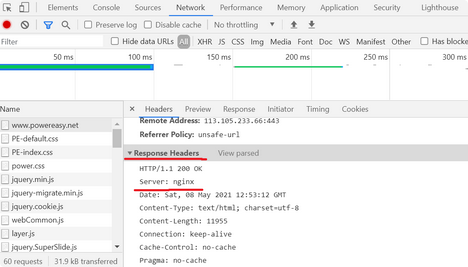 Elements Console Sources Network Performance Memory Application Security Lighthouse
Preserve log Disable cache No throttling
Filter Hide data URLs All XHR JS CSS Img Media Font Doc WS Manifest Other Has blocke
50 ms 100 ms 150 ms 200 ms 250 ms 300 ms
Name
www.powereasy.net
PE-default.css
PE-index.css
power.css
jquery.min.js
jquery-migrate.min.js
jquery.cookie.js
webCommon.js
layer.js
jquery.SuperSlide.js
60 requests 31.9 kB transferred
Headers Preview Response Initiator Timing Cookies
Remote Address: 113.105.233.66:443
Referrer Policy: unsafe-url
Response Headers View parsed
HTTP/1.1 200 OK
Server: nginx
Date: Sat, 08 May 2021 12:53:12 GMT
Content-Type: text/html; charset=utf-8
Content-Length: 11955
Connection: keep-alive
Cache-Control: no-cache
Pragma: no-cache